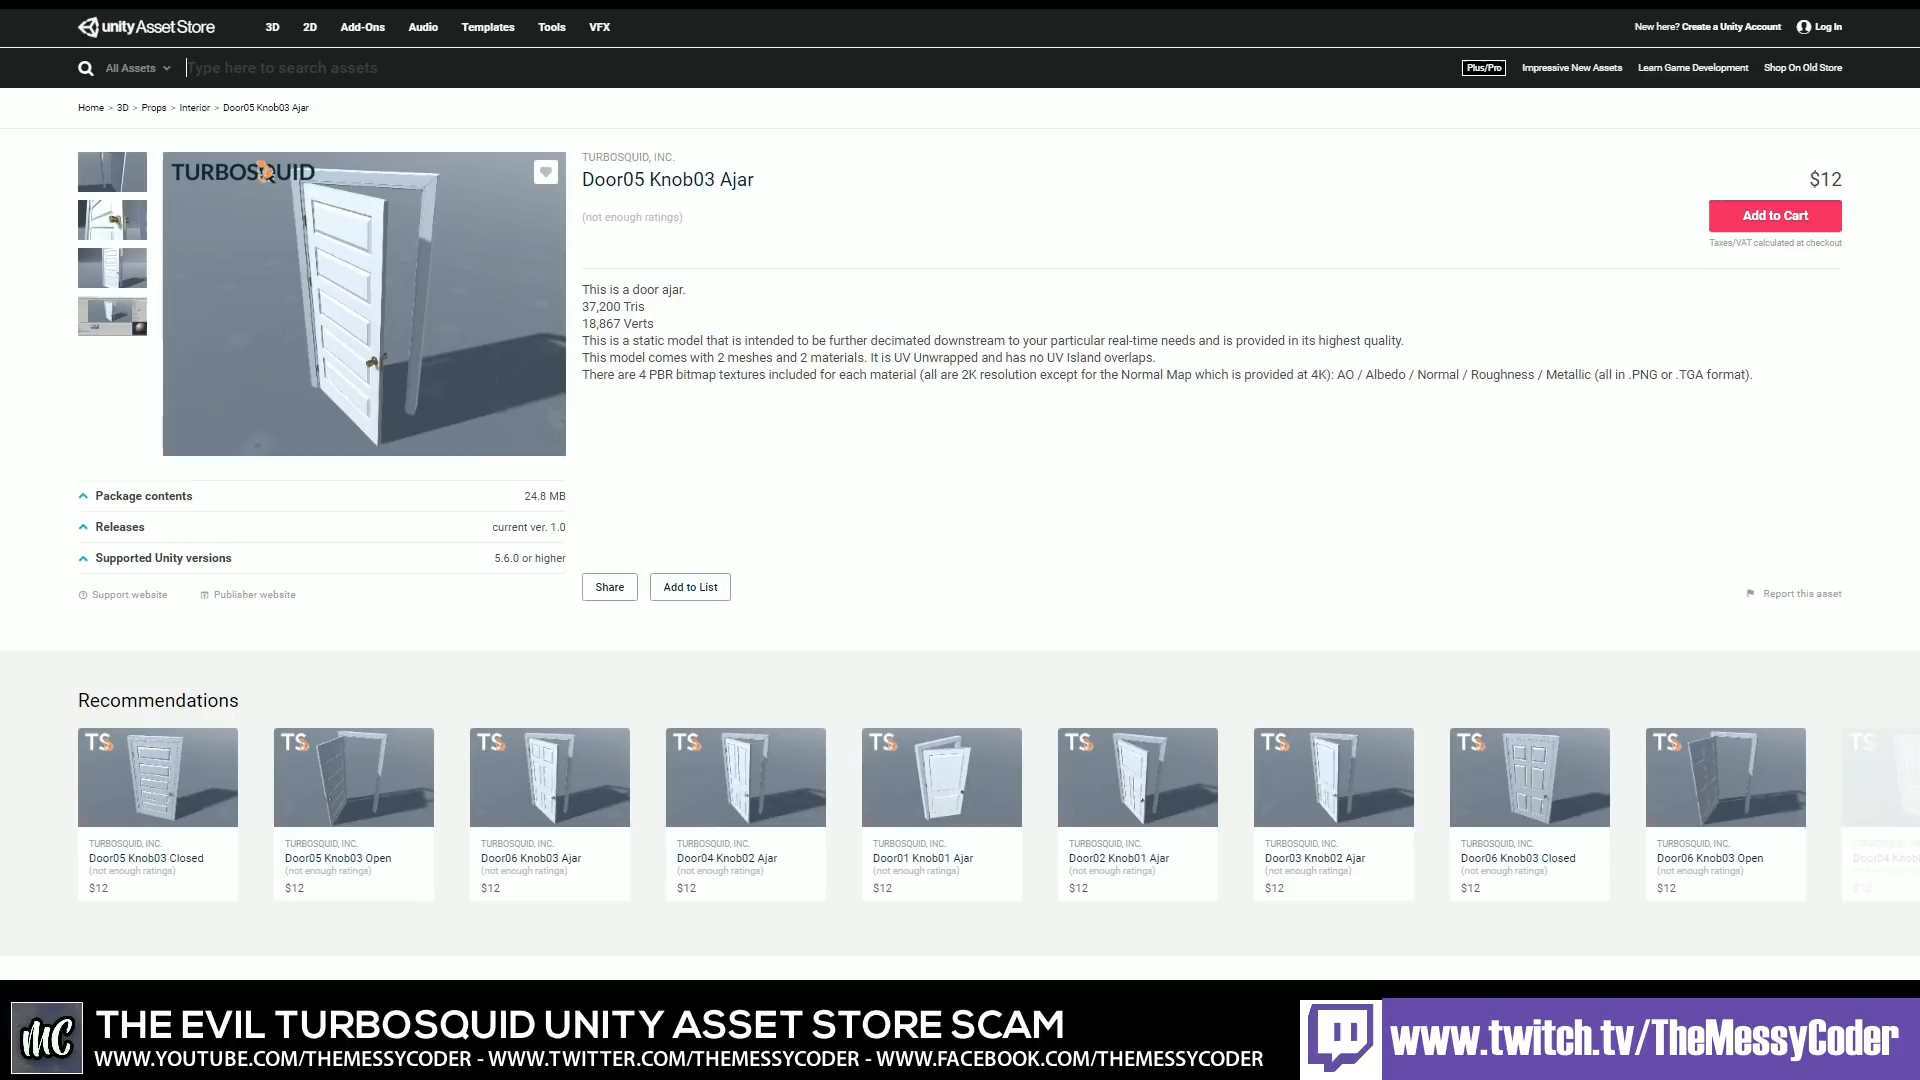 unity Asset Store
3D 2D Add-Ons Audio Templates Tools VFX
New here? Create a Unity Account Log In
All Assets Type here to search assets
Plus/Pro Impressive New Assets Learn Game Development Shop On Old Store
Home > 3D > Props > Interior > Door05 Knob03 Ajar
TURBOSQUID
TURBOSQUID, INC.
Door05 Knob03 Ajar
(not enough ratings)
$12
Add to Cart
Taxes/VAT calculated at checkout
This is a door ajar.
37,200 Tris
18,867 Verts
This is a static model that is intended to be further decimated downstream to your particular real-time needs and is provided in its highest quality.
This model comes with 2 meshes and 2 materials. It is UV Unwrapped and has no UV Island overlaps.
There are 4 PBR bitmap textures included for each material (all are 2K resolution except for the Normal Map which is provided at 4K): AO / Albedo / Normal / Roughness / Metallic (all in .PNG or .TGA format).
Package contents 24.8 MB
Releases current ver. 1.0
Supported Unity versions 5.6.0 or higher
Support website Publisher website
Share Add to List
Report this asset
Recommendations
TS TS TS TS TS TS TS TS TS TS
TURBOSQUID, INC. TURBOSQUID, INC. TURBOSQUID, INC. TURBOSQUID, INC. TURBOSQUID, INC. TURBOSQUID, INC. TURBOSQUID, INC. TURBOSQUID, INC. TURBOSQUID, INC.
Door05 Knob03 Closed Door05 Knob03 Open Door06 Knob03 Ajar Door04 Knob02 Ajar Door01 Knob01 Ajar Door02 Knob01 Ajar Door03 Knob02 Ajar Door06 Knob03 Closed Door06 Knob03 Open Door04
(not enough ratings) (not enough ratings) (not enough ratings) (not enough ratings) (not enough ratings) (not enough ratings) (not enough ratings) (not enough ratings) (not enough ratings)
$12 $12 $12 $12 $12 $12 $12 $12 $12 $12
MC
THE EVIL TURBOSQUID UNITY ASSET STORE SCAM
WWW.YOUTUBE.COM/THEMESSYCODER - WWW.TWITTER.COM/THEMESSYCODER - WWW.FACEBOOK.COM/THEMESSYCODER
www.twitch.tv/TheMessyCoder